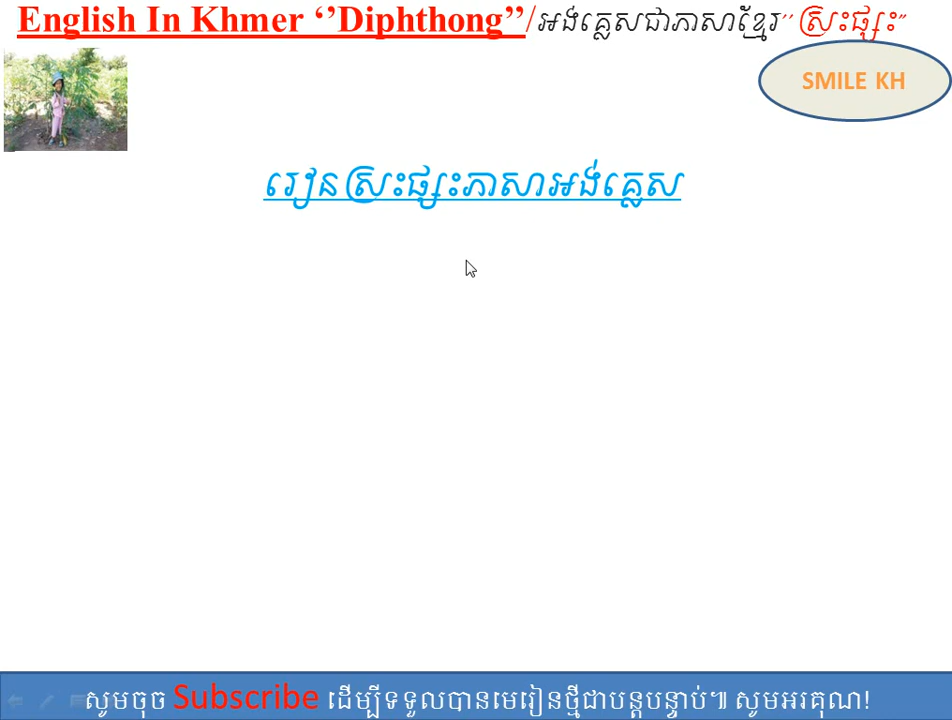 English In Khmer ‘’Diphthong’’/អង់គ្លេសជាភាសាខ្មែរ‘‘ស្រះផ្សះ’’
SMILE KH
រៀនស្រះផ្សះភាសាអង់គ្លេស
សូមចុច Subscribe ដើម្បីទទួលបានមេរៀនថ្មីជាបន្តបន្ទាប់៕ សូមអរគុណ!